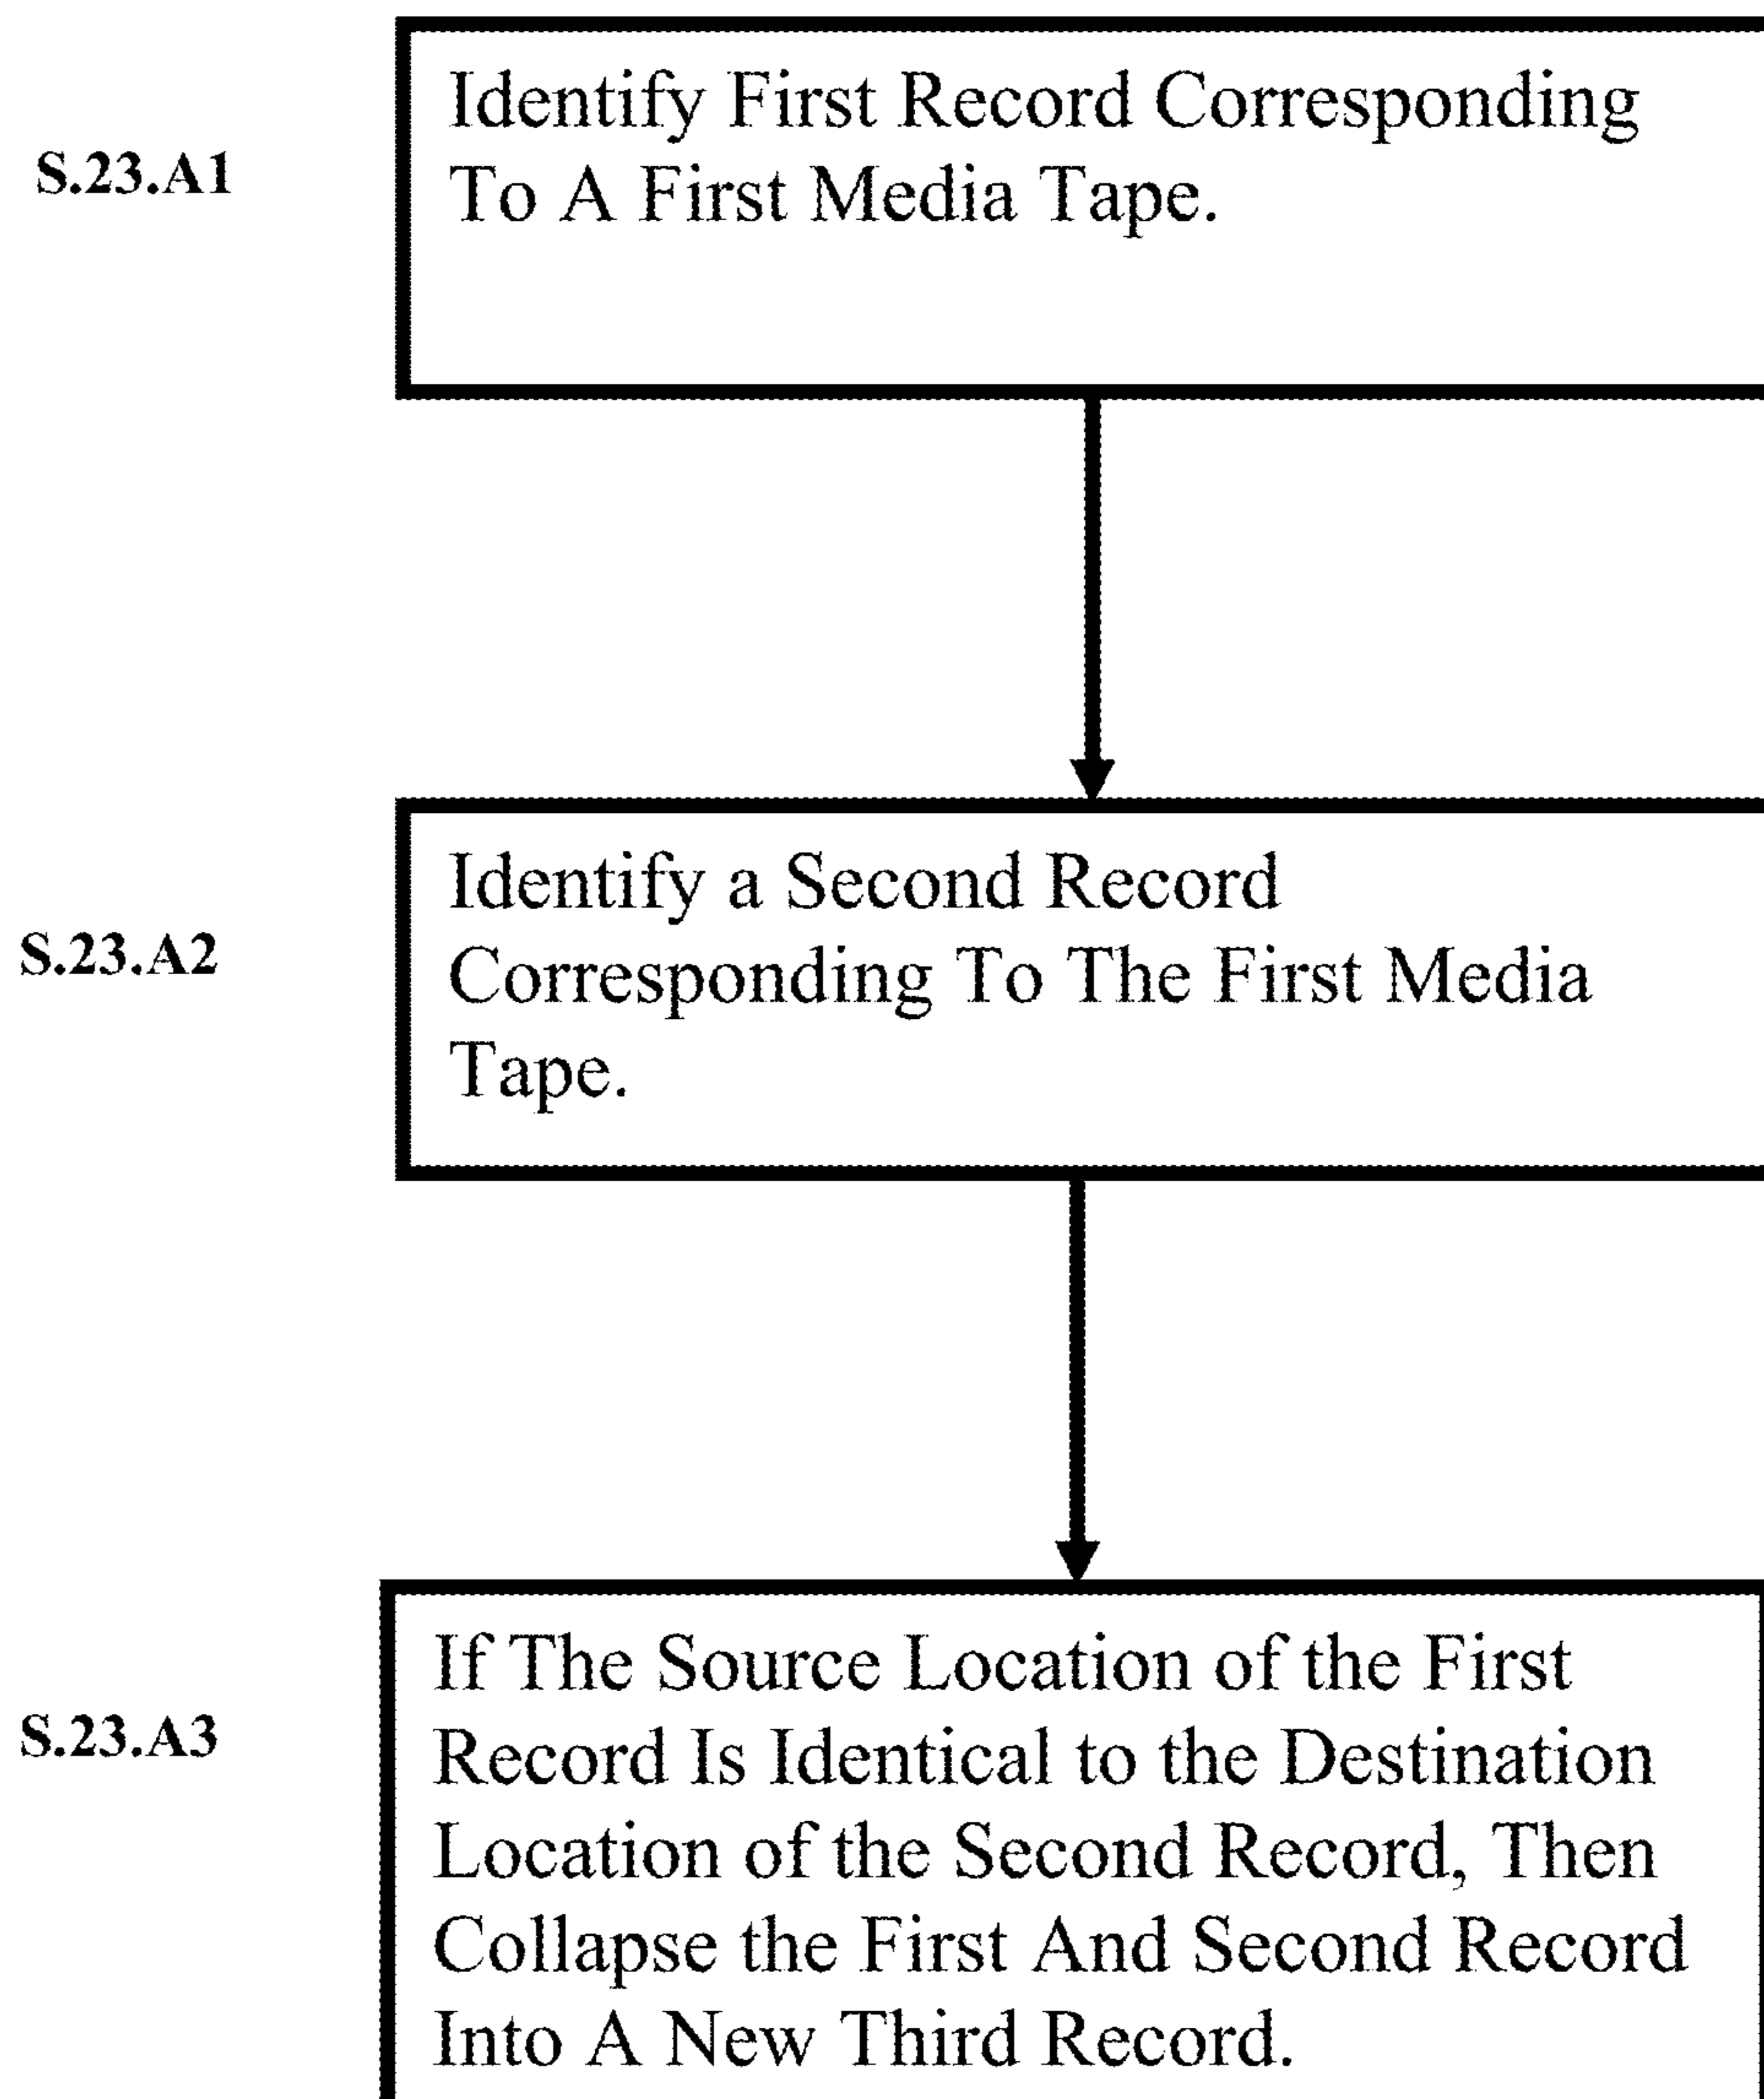 S.23.A1
Identify First Record Corresponding
To A First Media Tape.
S.23.A2
Identify a Second Record
Corresponding To The First Media
Tape.
S.23.A3
If The Source Location of the First
Record Is Identical to the Destination
Location of the Second Record, Then
Collapse the First And Second Record
Into A New Third Record.